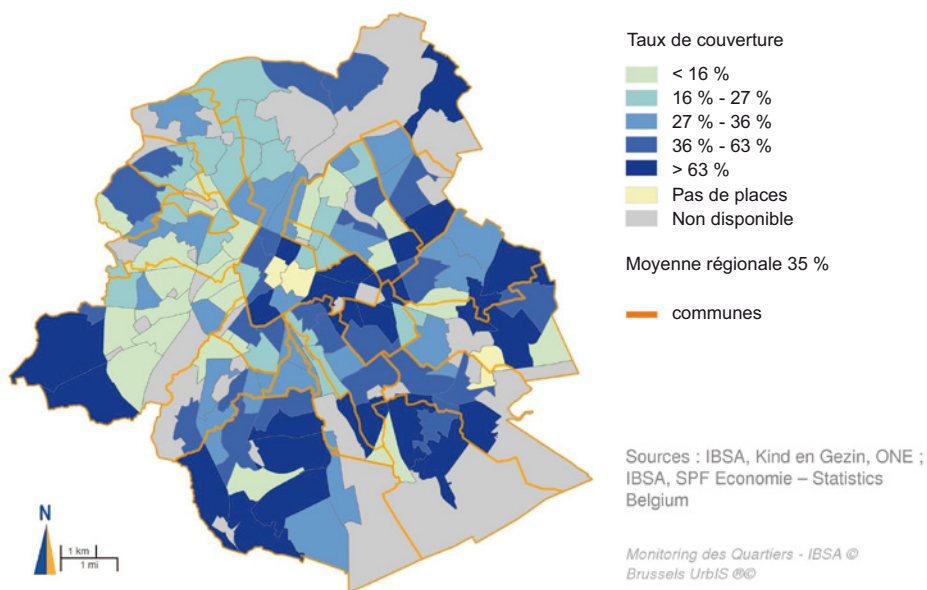 Taux de couverture
< 16 %
16 % - 27 %
27 % - 36 %
36 % - 63 %
> 63 %
Pas de places
Non disponible
Moyenne régionale 35 %
communes
Sources : IBSA, Kind en Gezin, ONE ;
IBSA, SPF Economie – Statistics
Belgium
Monitoring des Quartiers - IBSA ©
Brussels UrbIS ®©
N
1 km
1 mi